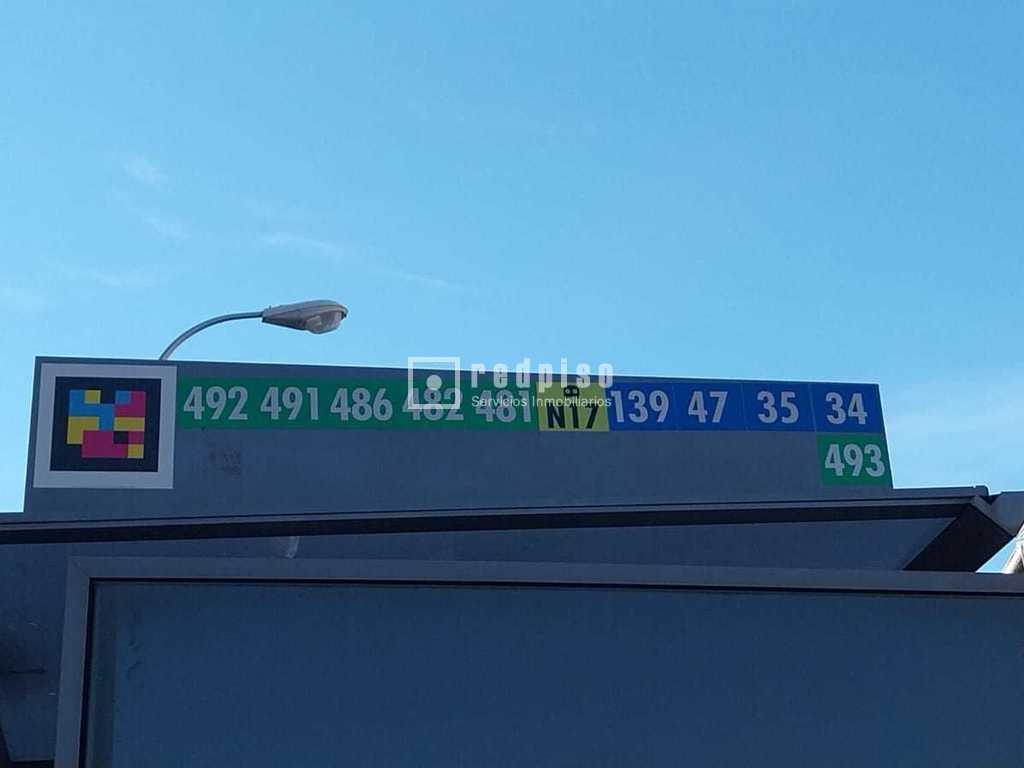 492 491 486 482 481 N17 139 47 35 34
493
redpiso
Servicios Inmobiliarios